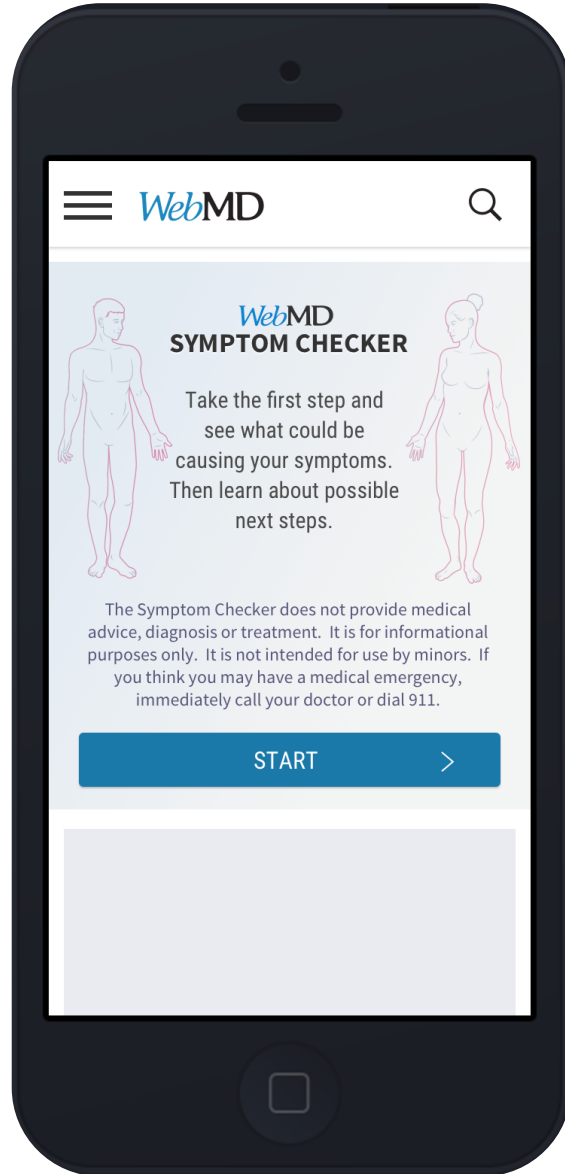 WebMD
WebMD
SYMPTOM CHECKER
Take the first step and
see what could be
causing your symptoms.
Then learn about possible
next steps.
The Symptom Checker does not provide medical
advice, diagnosis or treatment.  It is for informational
purposes only.  It is not intended for use by minors.  If
you think you may have a medical emergency,
immediately call your doctor or dial 911.
START